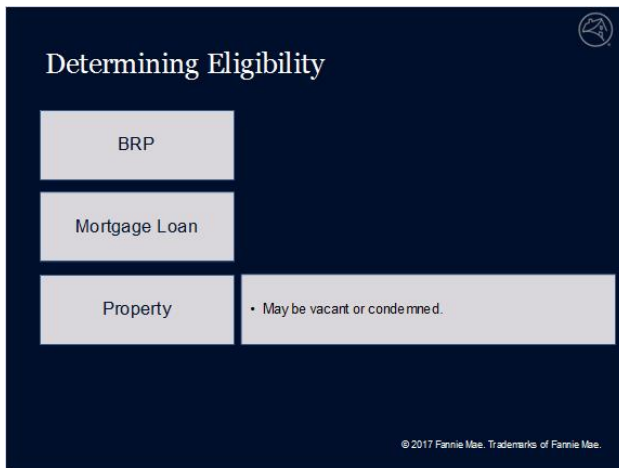 Determining Eligibility
BRP
Mortgage Loan
Property
• May be vacant or condemned.
© 2017 Fannie Mae. Trademarks of Fannie Mae.